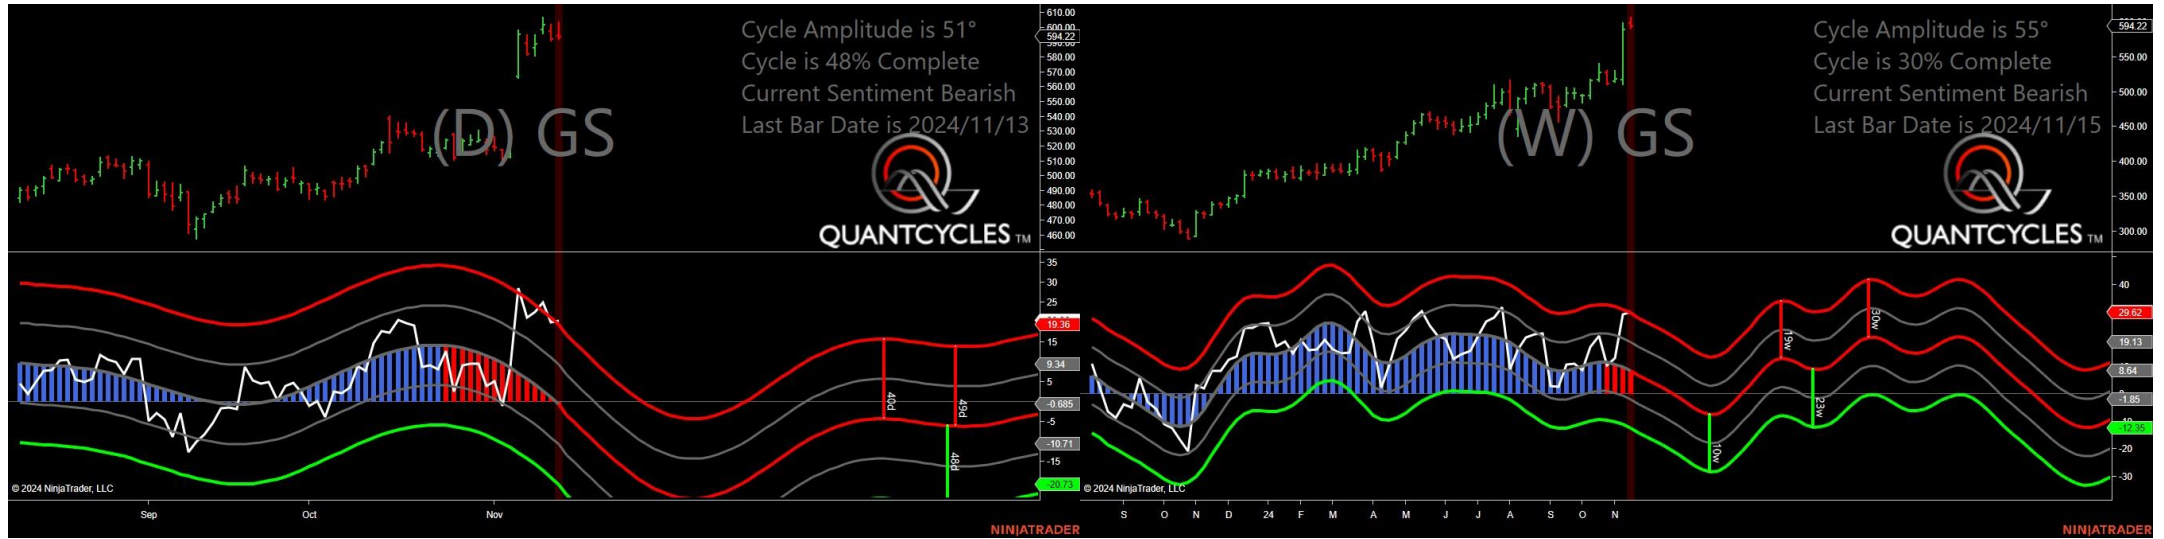 Cycle Amplitude is 51°
Cycle is 48% Complete
Current Sentiment Bearish
Last Bar Date is 2024/11/13
(D) GS
QUANTCYCLES TM
610.00
600.00
594.22
580.00
570.00
560.00
550.00
540.00
530.00
520.00
510.00
500.00
490.00
480.00
470.00
460.00
35
30
25
19.36
15
9.34
5
-0.685
-5
-10.71
-15
-20.73
40d
49d
48d
© 2024 NinjaTrader, LLC
Sep
Oct
Nov
NINJATRADER
Cycle Amplitude is 55°
Cycle is 30% Complete
Current Sentiment Bearish
Last Bar Date is 2024/11/15
(W) GS
QUANTCYCLES TM
594.22
550.00
500.00
450.00
400.00
350.00
300.00
40
29.62
19.13
8.64
-1.85
-12.35
-20
-30
19w
30w
23w
10w
© 2024 NinjaTrader, LLC
S
O
N
D
24
F
M
A
M
J
J
A
S
O
N
NINJATRADER